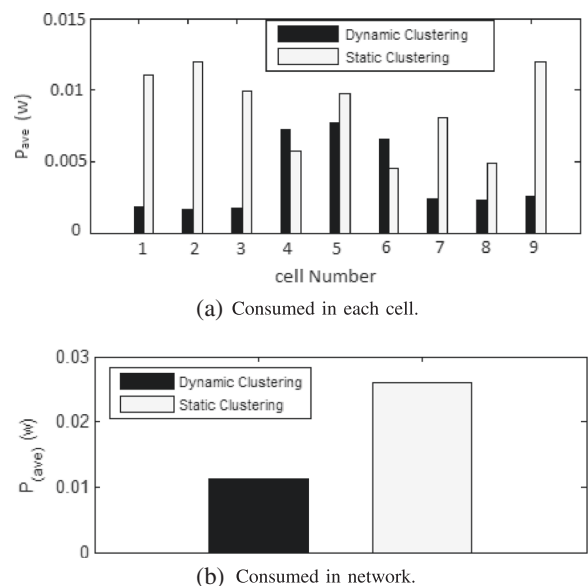 0.015
0.01
0.005
0
P_ave (w)
Dynamic Clustering
Static Clustering
1 2 3 4 5 6 7 8 9
cell Number
(a) Consumed in each cell.
0.03
0.02
0.01
0
P_(ave) (w)
Dynamic Clustering
Static Clustering
(b) Consumed in network.